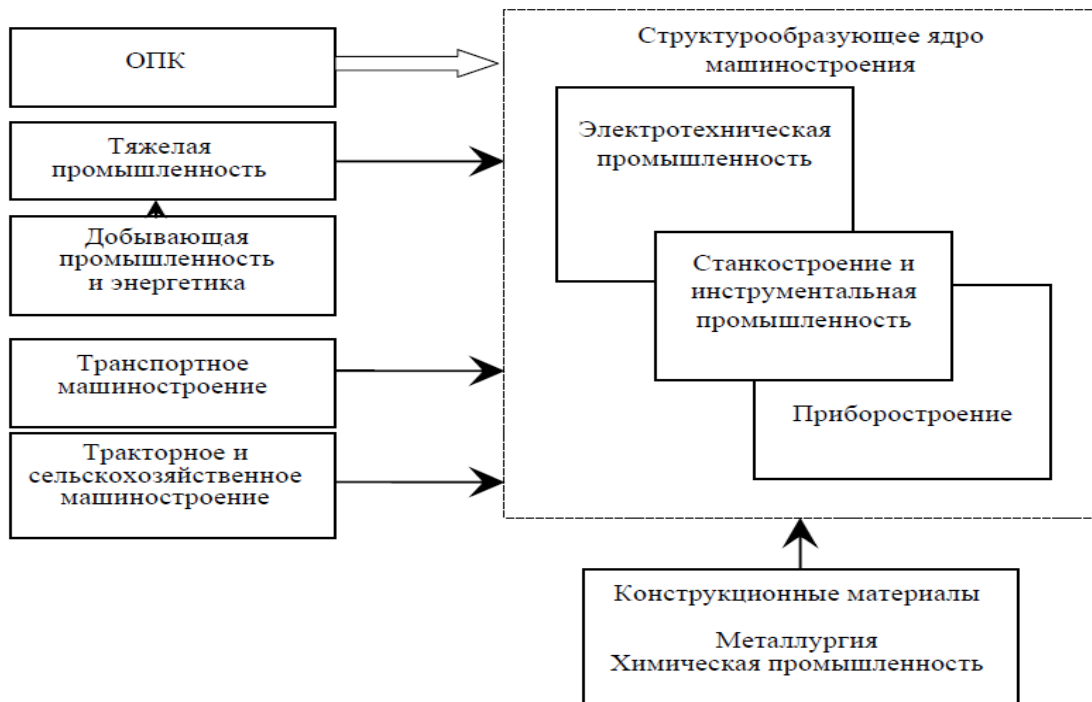 ОПК
Тяжелая
промышленность
Добывающая
промышленность
и энергетика
Транспортное
машиностроение
Тракторное и
сельскохозяйственное
машиностроение
Структурообразующее ядро
машиностроения
Электротехническая
промышленность
Станкостроение и
инструментальная
промышленность
Приборостроение
Конструкционные материалы
Металлургия
Химическая промышленность